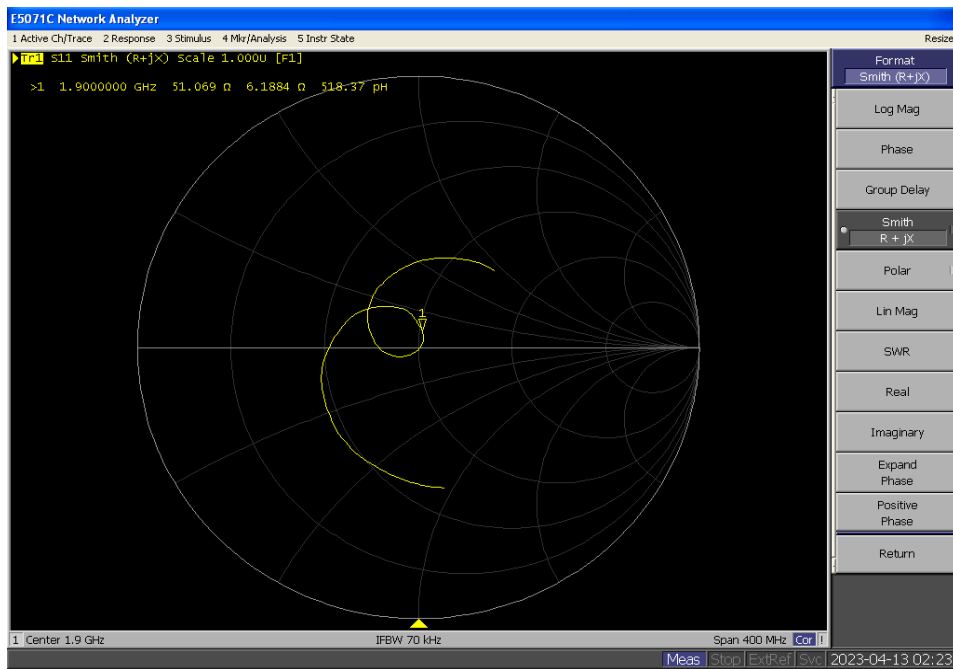 E5071C Network Analyzer
1 Active Ch/Trace 2 Response 3 Stimulus 4 Mkr/Analysis 5 Instr State
Resize
Tr1 S11 Smith (R+jX) Scale 1.000U [F1]
>1 1.9000000 GHz 51.069 Ω 6.1884 Ω 518.37 pH
1
Format
Smith (R+jX)
Log Mag
Phase
Group Delay
Smith
R + jX
Polar
Lin Mag
SWR
Real
Imaginary
Expand
Phase
Positive
Phase
Return
1 Center 1.9 GHz
IFBW 70 kHz
Span 400 MHz Cor !
Meas Stop ExtRef Svc 2023-04-13 02:23